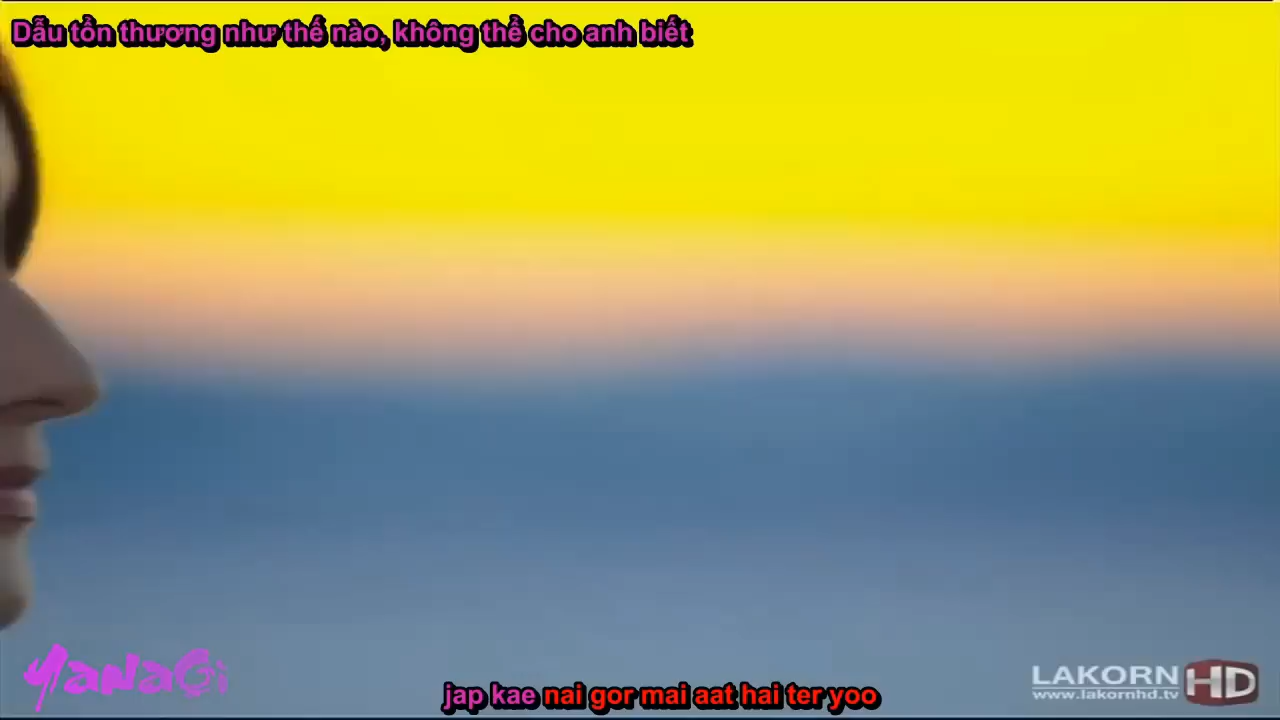 Dẫu tổn thương như thế nào, không thể cho anh biết
YaNaGi
LAKORN HD
www.lakornhd.tv
jap kae nai gor mai aat hai ter yoo